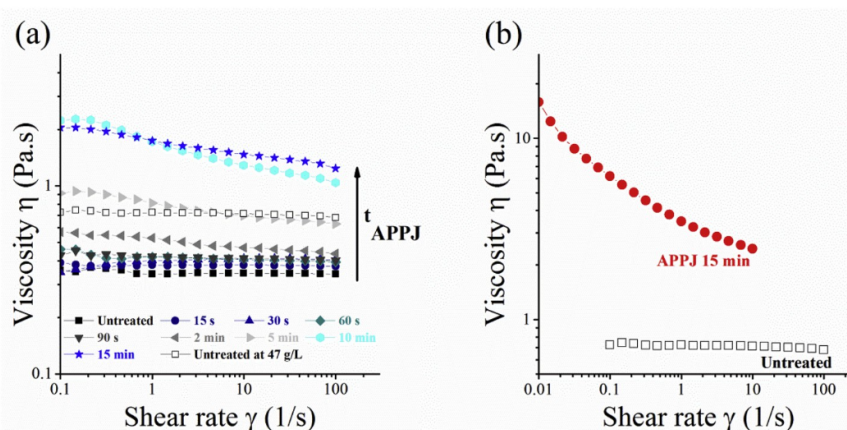 (a)
(b)
Viscosity η (Pa.s)
1
0.1
t
APPJ
Untreated
15 s
30 s
60 s
90 s
2 min
5 min
10 min
15 min
Untreated at 47 g/L
0.1
1
10
100
Shear rate γ (1/s)
Viscosity η (Pa.s)
10
1
APPJ 15 min
Untreated
0.01
0.1
1
10
100
Shear rate γ (1/s)